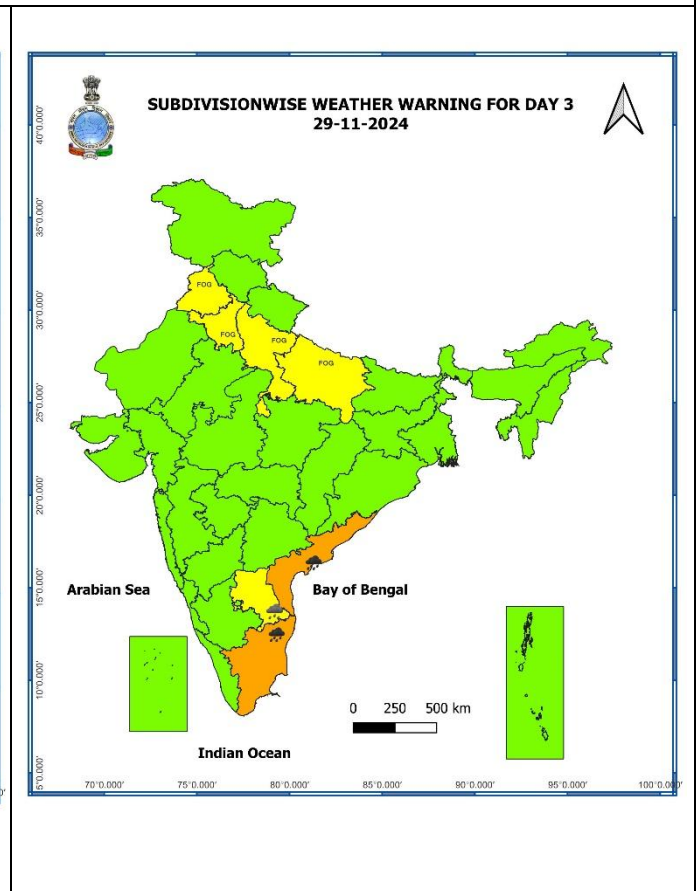 SUBDIVISIONWISE WEATHER WARNING FOR DAY 3
29-11-2024
40°0.000'
35°0.000'
30°0.000'
25°0.000'
20°0.000'
15°0.000'
10°0.000'
5°0.000'
FOG
FOG
FOG
FOG
Arabian Sea
Bay of Bengal
0 250 500 km
Indian Ocean
70°0.000' 75°0.000' 80°0.000' 85°0.000' 90°0.000' 95°0.000' 100°0.000'